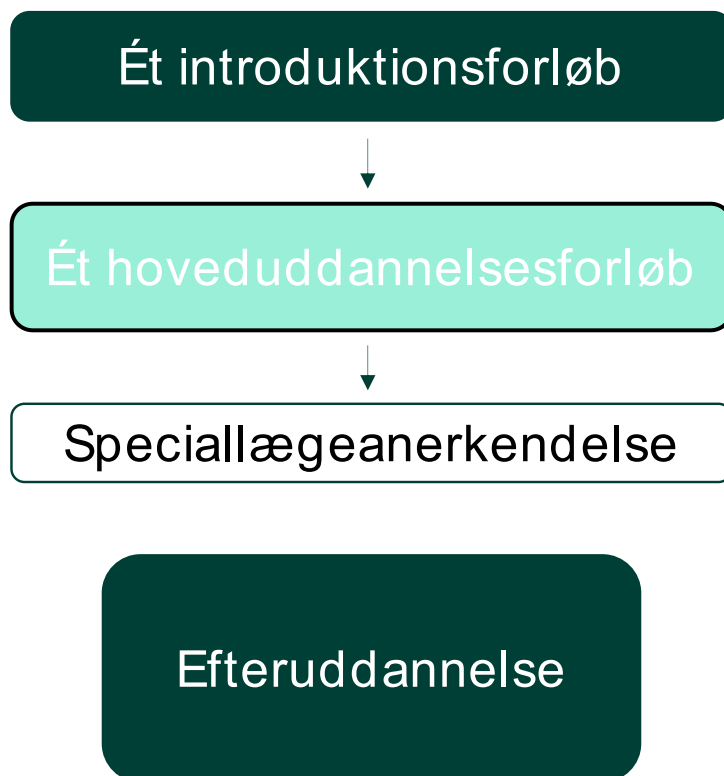 Ét introduktionsforløb
Ét hoveduddannelsesforløb
Speciallægeanerkendelse
Efteruddannelse